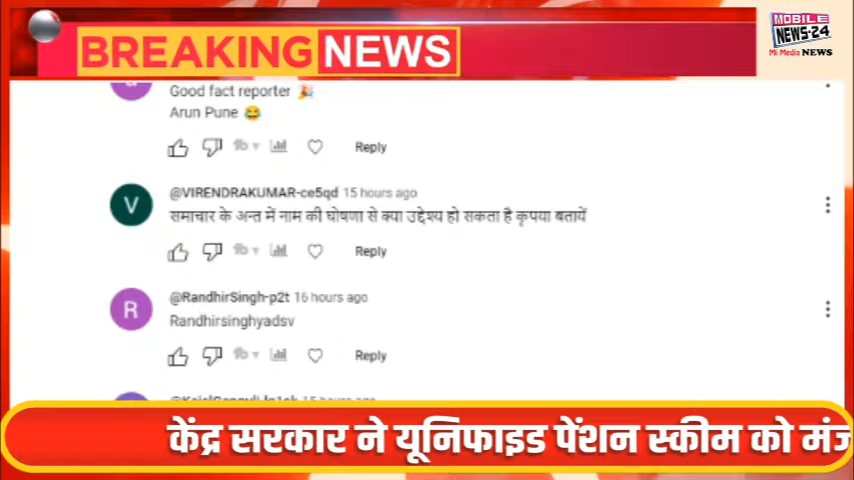 BREAKING NEWS
MOBILE
NEWS-24
Mi Media NEWS
Good fact reporter 🎉
Arun Pune 😂
Reply
@VIRENDRAKUMAR-ce5qd 15 hours ago
समाचार के अन्त में नाम की घोषणा से क्या उद्देश्य हो सकता है कृपया बतायें
Reply
@RandhirSingh-p2t 16 hours ago
Randhirsinghyadsv
Reply
केंद्र सरकार ने यूनिफाइड पेंशन स्कीम को